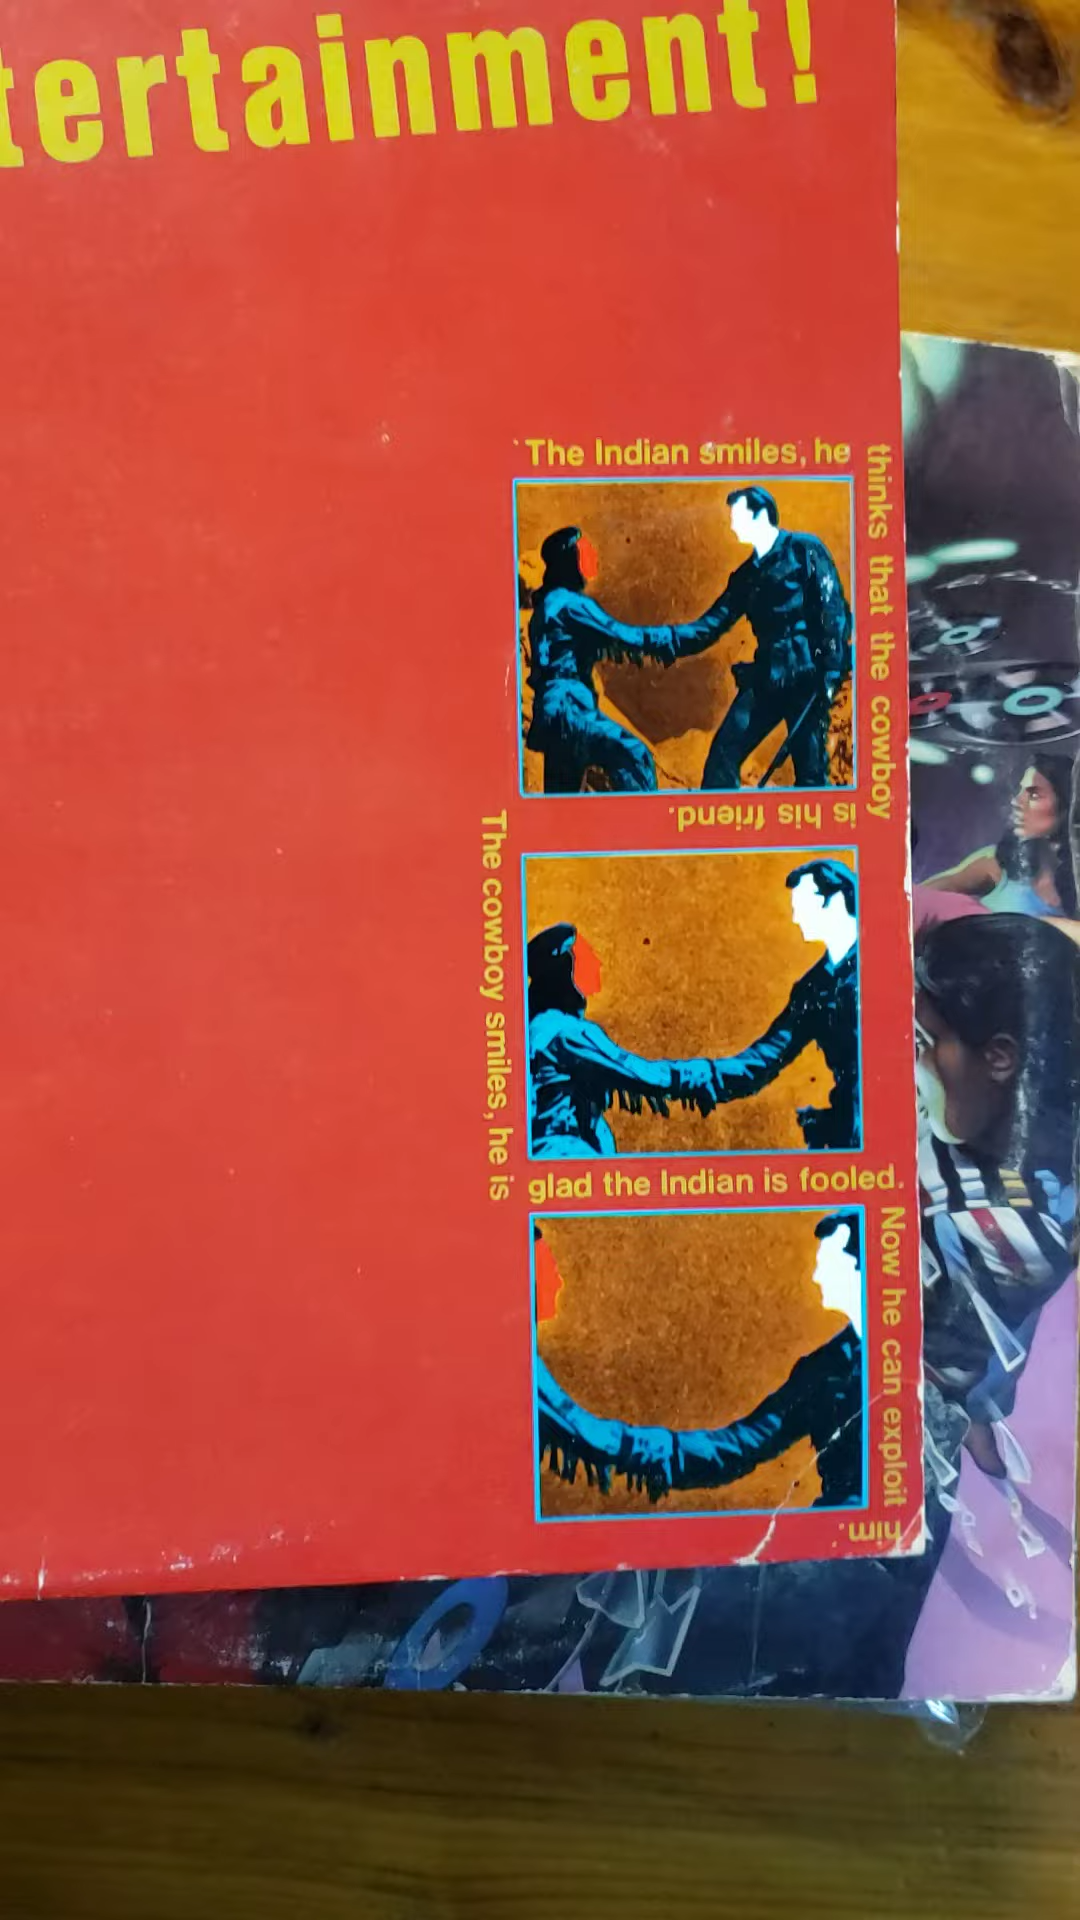 tertainment!
The Indian smiles, he
thinks that the cowboy
is his friend.
The cowboy smiles, he is
glad the Indian is fooled.
Now he can exploit
him.